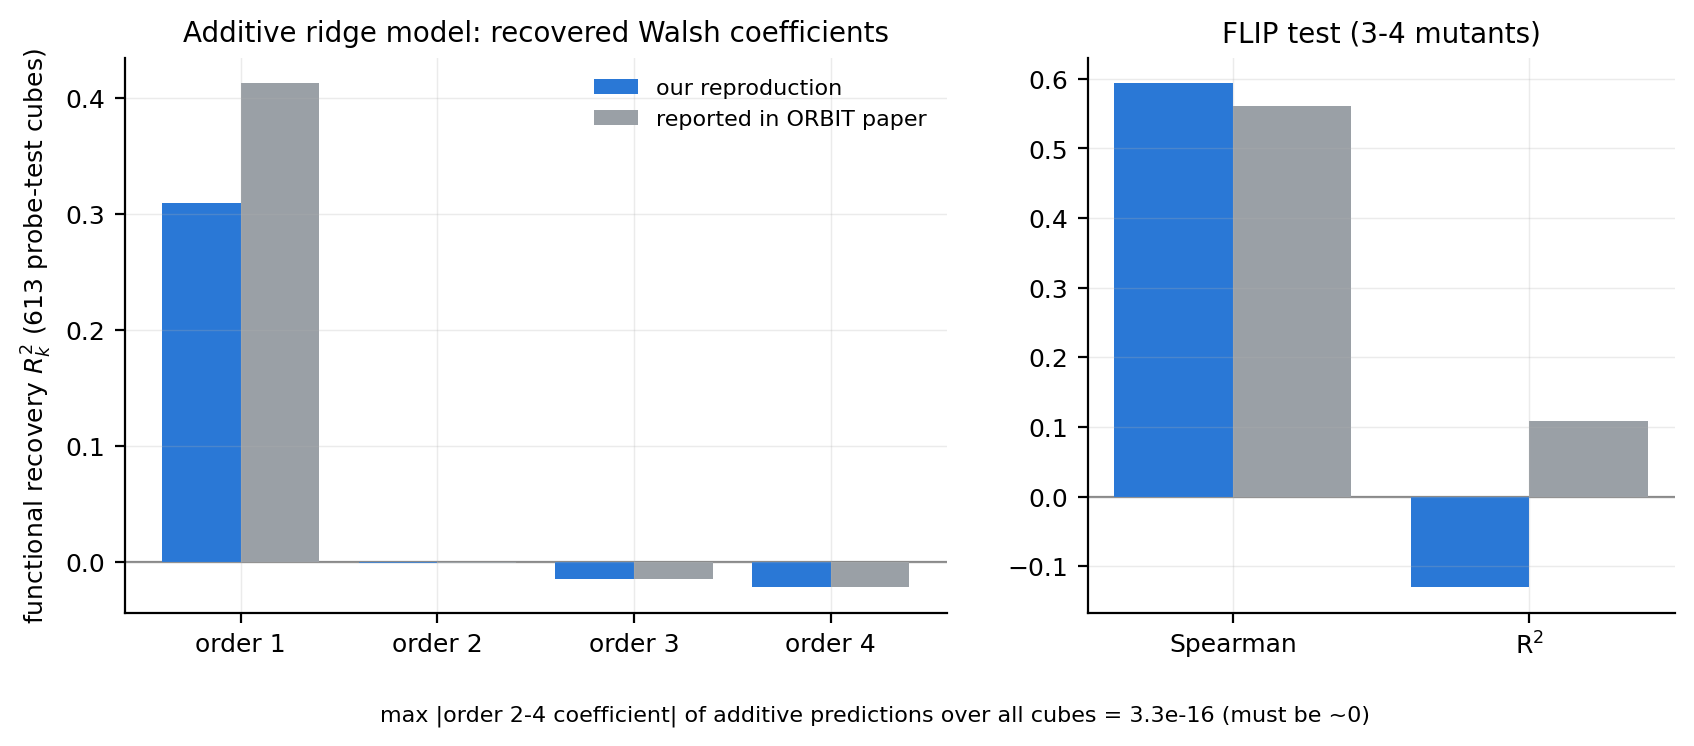 Additive ridge model: recovered Walsh coefficients
functional recovery $R_k^2$ (613 probe-test cubes)
0.4
0.3
0.2
0.1
0.0
our reproduction
reported in ORBIT paper
order 1 order 2 order 3 order 4
FLIP test (3-4 mutants)
0.6
0.5
0.4
0.3
0.2
0.1
0.0
−0.1
Spearman R²
max |order 2-4 coefficient| of additive predictions over all cubes = 3.3e-16 (must be ~0)